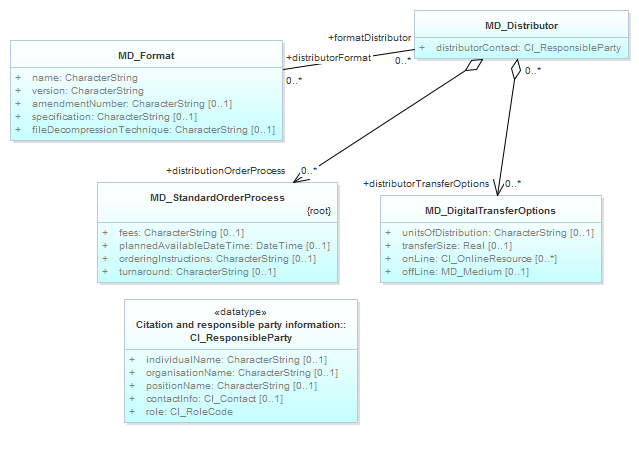 MD_Distributor
+ distributorContact: CI_ResponsibleParty
+formatDistributor
0..*
+distributorFormat
0..*
0..*
MD_Format
+ name: CharacterString
+ version: CharacterString
+ amendmentNumber: CharacterString [0..1]
+ specification: CharacterString [0..1]
+ fileDecompressionTechnique: CharacterString [0..1]
+distributionOrderProcess 0..*
+distributorTransferOptions 0..*
MD_StandardOrderProcess
{root}
+ fees: CharacterString [0..1]
+ plannedAvailableDateTime: DateTime [0..1]
+ orderingInstructions: CharacterString [0..1]
+ turnaround: CharacterString [0..1]
MD_DigitalTransferOptions
+ unitsOfDistribution: CharacterString [0..1]
+ transferSize: Real [0..1]
+ onLine: CI_OnlineResource [0..*]
+ offLine: MD_Medium [0..1]
«datatype»
Citation and responsible party information::
CI_ResponsibleParty
+ individualName: CharacterString [0..1]
+ organisationName: CharacterString [0..1]
+ positionName: CharacterString [0..1]
+ contactInfo: CI_Contact [0..1]
+ role: CI_RoleCode